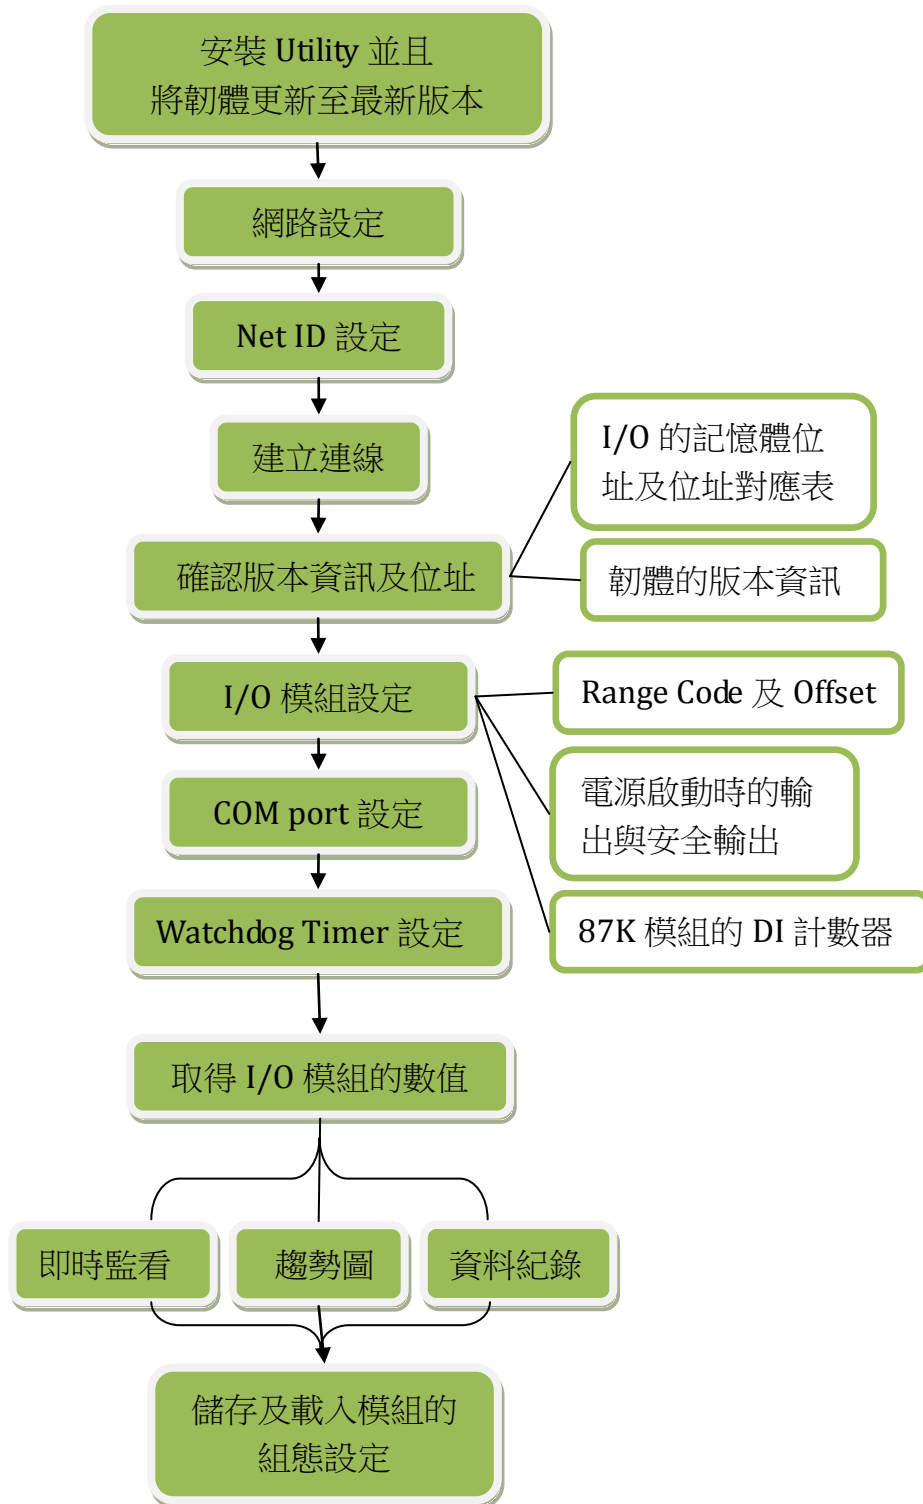 安裝 Utility 並且
將韌體更新至最新版本
網路設定
Net ID 設定
建立連線
I/O 的記憶體位
址及位址對應表
確認版本資訊及位址
韌體的版本資訊
I/O 模組設定
Range Code 及 Offset
電源啟動時的輸
出與安全輸出
COM port 設定
87K 模組的 DI 計數器
Watchdog Timer 設定
取得 I/O 模組的數值
即時監看
趨勢圖
資料紀錄
儲存及載入模組的
組態設定